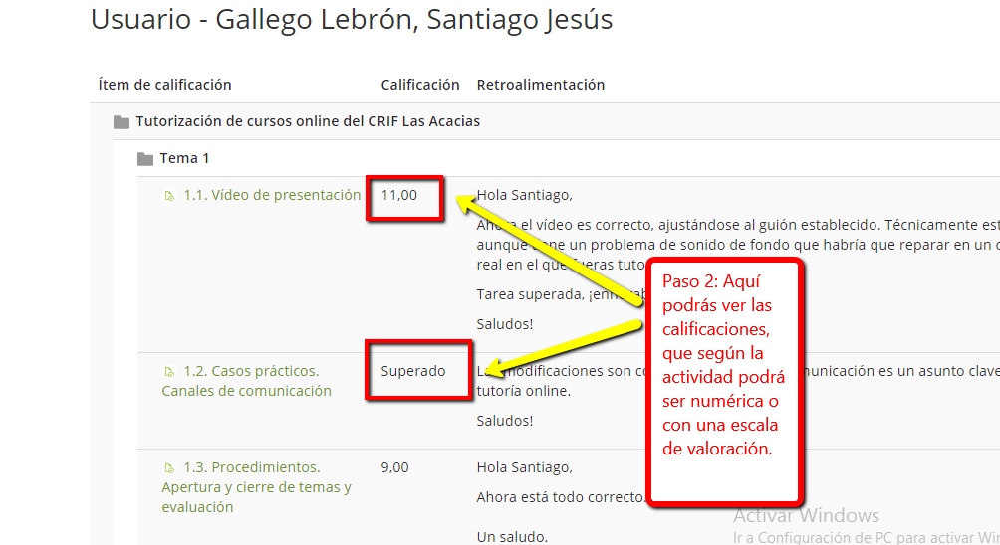 Usuario - Gallego Lebrón, Santiago Jesús
Ítem de calificación Calificación Retroalimentación
Tutorización de cursos online del CRIF Las Acacias
Tema 1
1.1. Vídeo de presentación 11,00 Hola Santiago,
el vídeo es correcto, ajustándose al guión establecido. Técnicamente
aunque un problema de sonido de fondo que habría que reparar en un
real en el que fueras
Tarea superada,
Saludos!
Paso 2: Aquí
podrás ver las
calificaciones,
que según la
actividad podrá
ser numérica o
con una escala
de valoración.
1.2. Casos prácticos. Superado modificaciones son es un asunto
Canales de comunicación tutoría online.
Saludos!
1.3. Procedimientos. 9,00 Hola Santiago,
Apertura y cierre de temas y Ahora está todo correcto.
evaluación
Un saludo.
Activar Windows
Ir a Configuración de PC para activar